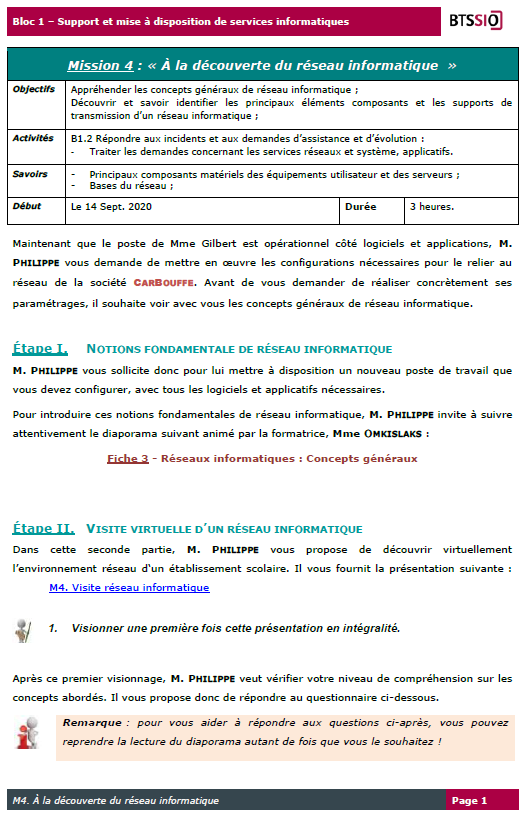 Bloc 1 – Support et mise à disposition de services informatiques
BTSSIO
Mission 4 : « À la découverte du réseau informatique »
Objectifs
Appréhender les concepts généraux de réseau informatique ;
Découvrir et savoir identifier les principaux éléments composants et les supports de
transmission d'un réseau informatique ;
Activités
B1.2 Répondre aux incidents et aux demandes d'assistance et d'évolution :
- Traiter les demandes concernant les services réseaux et système, applicatifs.
Savoirs
- Principaux composants matériels des équipements utilisateur et des serveurs ;
- Bases du réseau ;
Début
Le 14 Sept. 2020
Durée
3 heures.
Maintenant que le poste de Mme Gilbert est opérationnel côté logiciels et applications, M.
PHILIPPE vous demande de mettre en œuvre les configurations nécessaires pour le relier au
réseau de la société CARBOUFFE. Avant de vous demander de réaliser concrètement ses
paramétrages, il souhaite voir avec vous les concepts généraux de réseau informatique.
Étape I. NOTIONS FONDAMENTALE DE RÉSEAU INFORMATIQUE
M. PHILIPPE vous sollicite donc pour lui mettre à disposition un nouveau poste de travail que
vous devez configurer, avec tous les logiciels et applicatifs nécessaires.
Pour introduire ces notions fondamentales de réseau informatique, M. PHILIPPE invite à suivre
attentivement le diaporama suivant animé par la formatrice, Mme OMKISLAKS :
Fiche 3 - Réseaux informatiques : Concepts généraux
Étape II. VISITE VIRTUELLE D'UN RÉSEAU INFORMATIQUE
Dans cette seconde partie, M. PHILIPPE vous propose de découvrir virtuellement
l'environnement réseau d'un établissement scolaire. Il vous fournit la présentation suivante :
M4. Visite réseau informatique
1. Visionner une première fois cette présentation en intégralité.
Après ce premier visionnage, M. PHILIPPE veut vérifier votre niveau de compréhension sur les
concepts abordés. Il vous propose donc de répondre au questionnaire ci-dessous.
Remarque : pour vous aider à répondre aux questions ci-après, vous pouvez
reprendre la lecture du diaporama autant de fois que vous le souhaitez !
M4. À la découverte du réseau informatique
Page 1